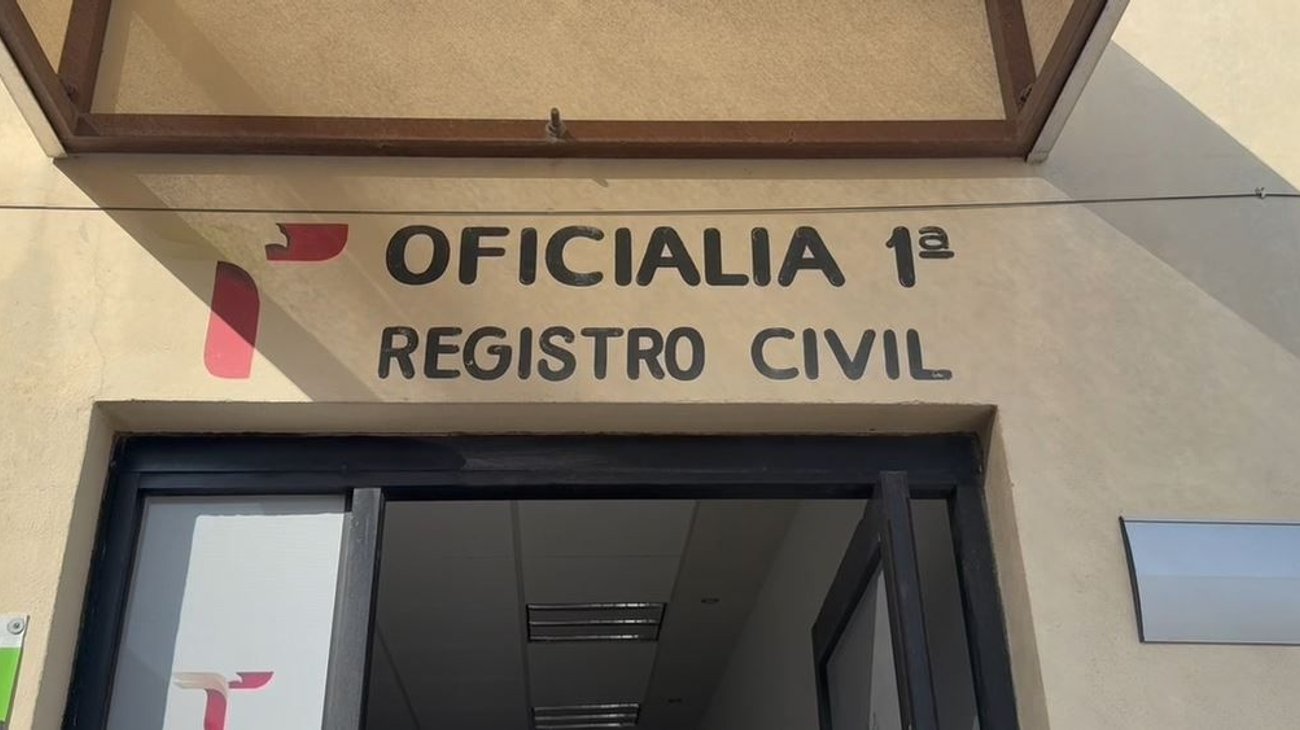 OFICIALIA 1ª
REGISTRO CIVIL